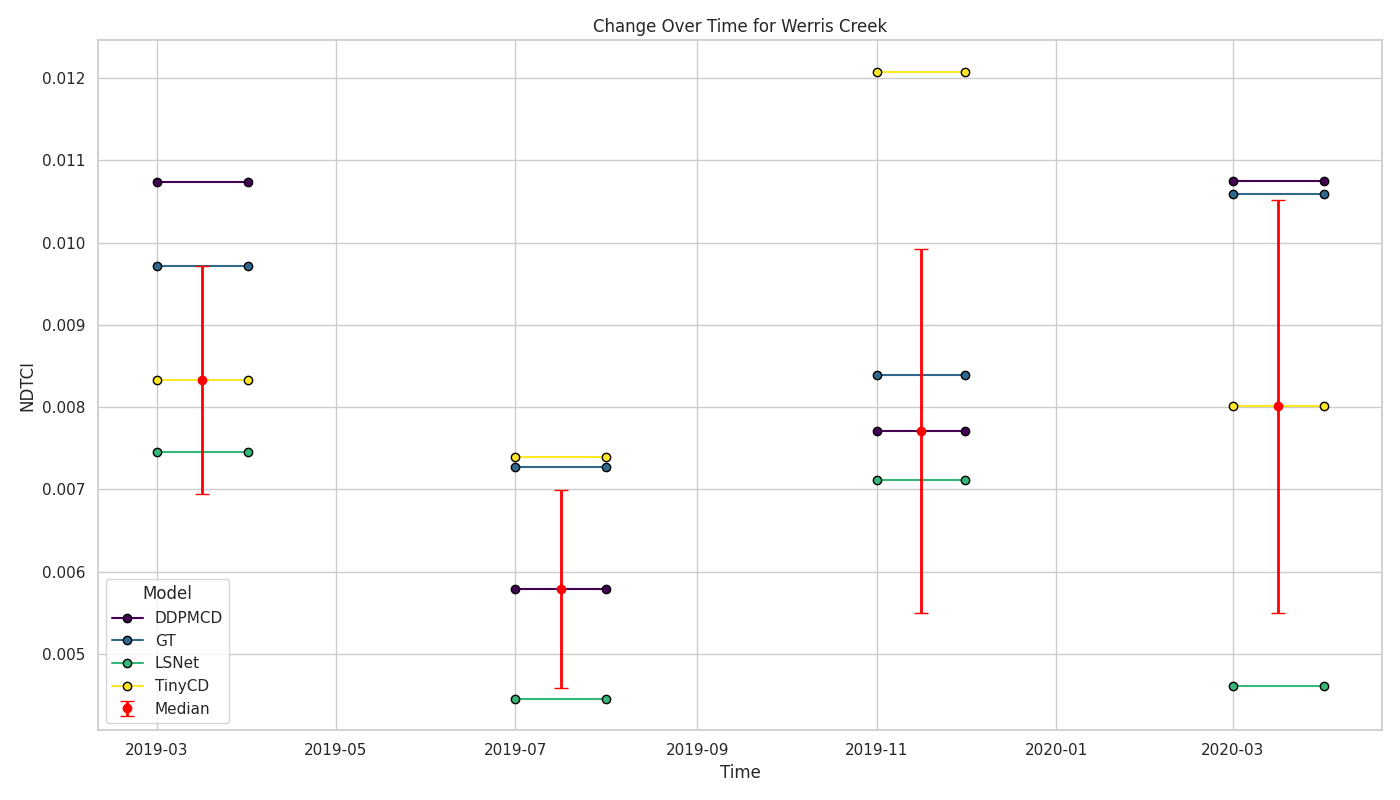 Change Over Time for Werris Creek
0.012
0.011
0.010
0.009
0.008
0.007
0.006
0.005
NDTCI
Model
DDPMCD
GT
LSNet
TinyCD
Median
2019-03
2019-05
2019-07
2019-09
2019-11
2020-01
2020-03
Time